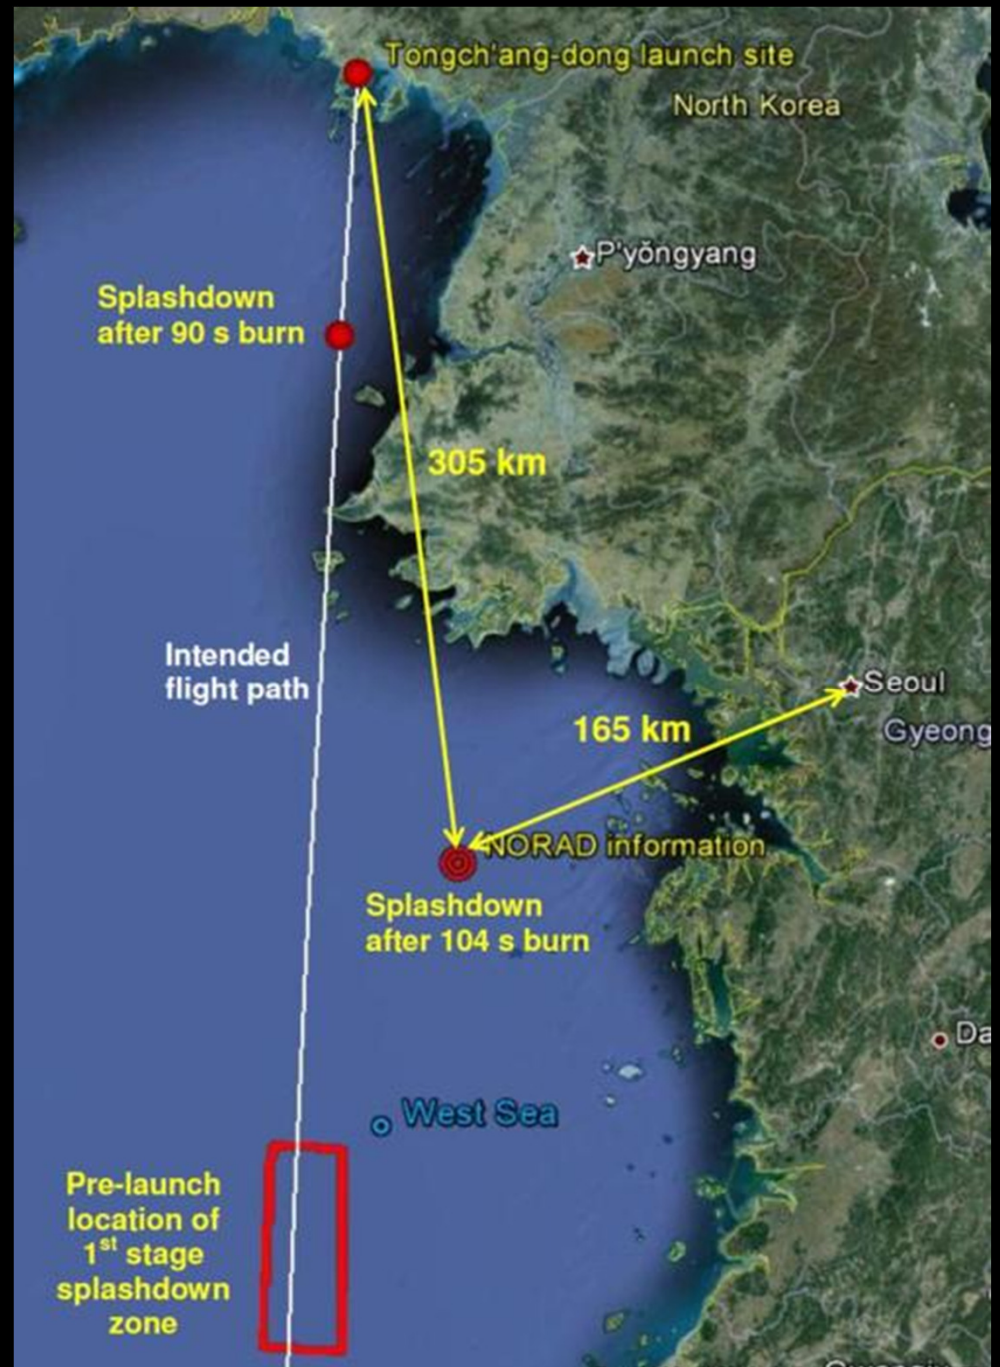 Tongch'ang-dong launch site
North Korea
P'yŏngyang
Splashdown
after 90 s burn
305 km
Intended
flight path
Seoul
165 km
Gyeong
NORAD information
Splashdown
after 104 s burn
Da
West Sea
Pre-launch
location of
1st stage
splashdown
zone